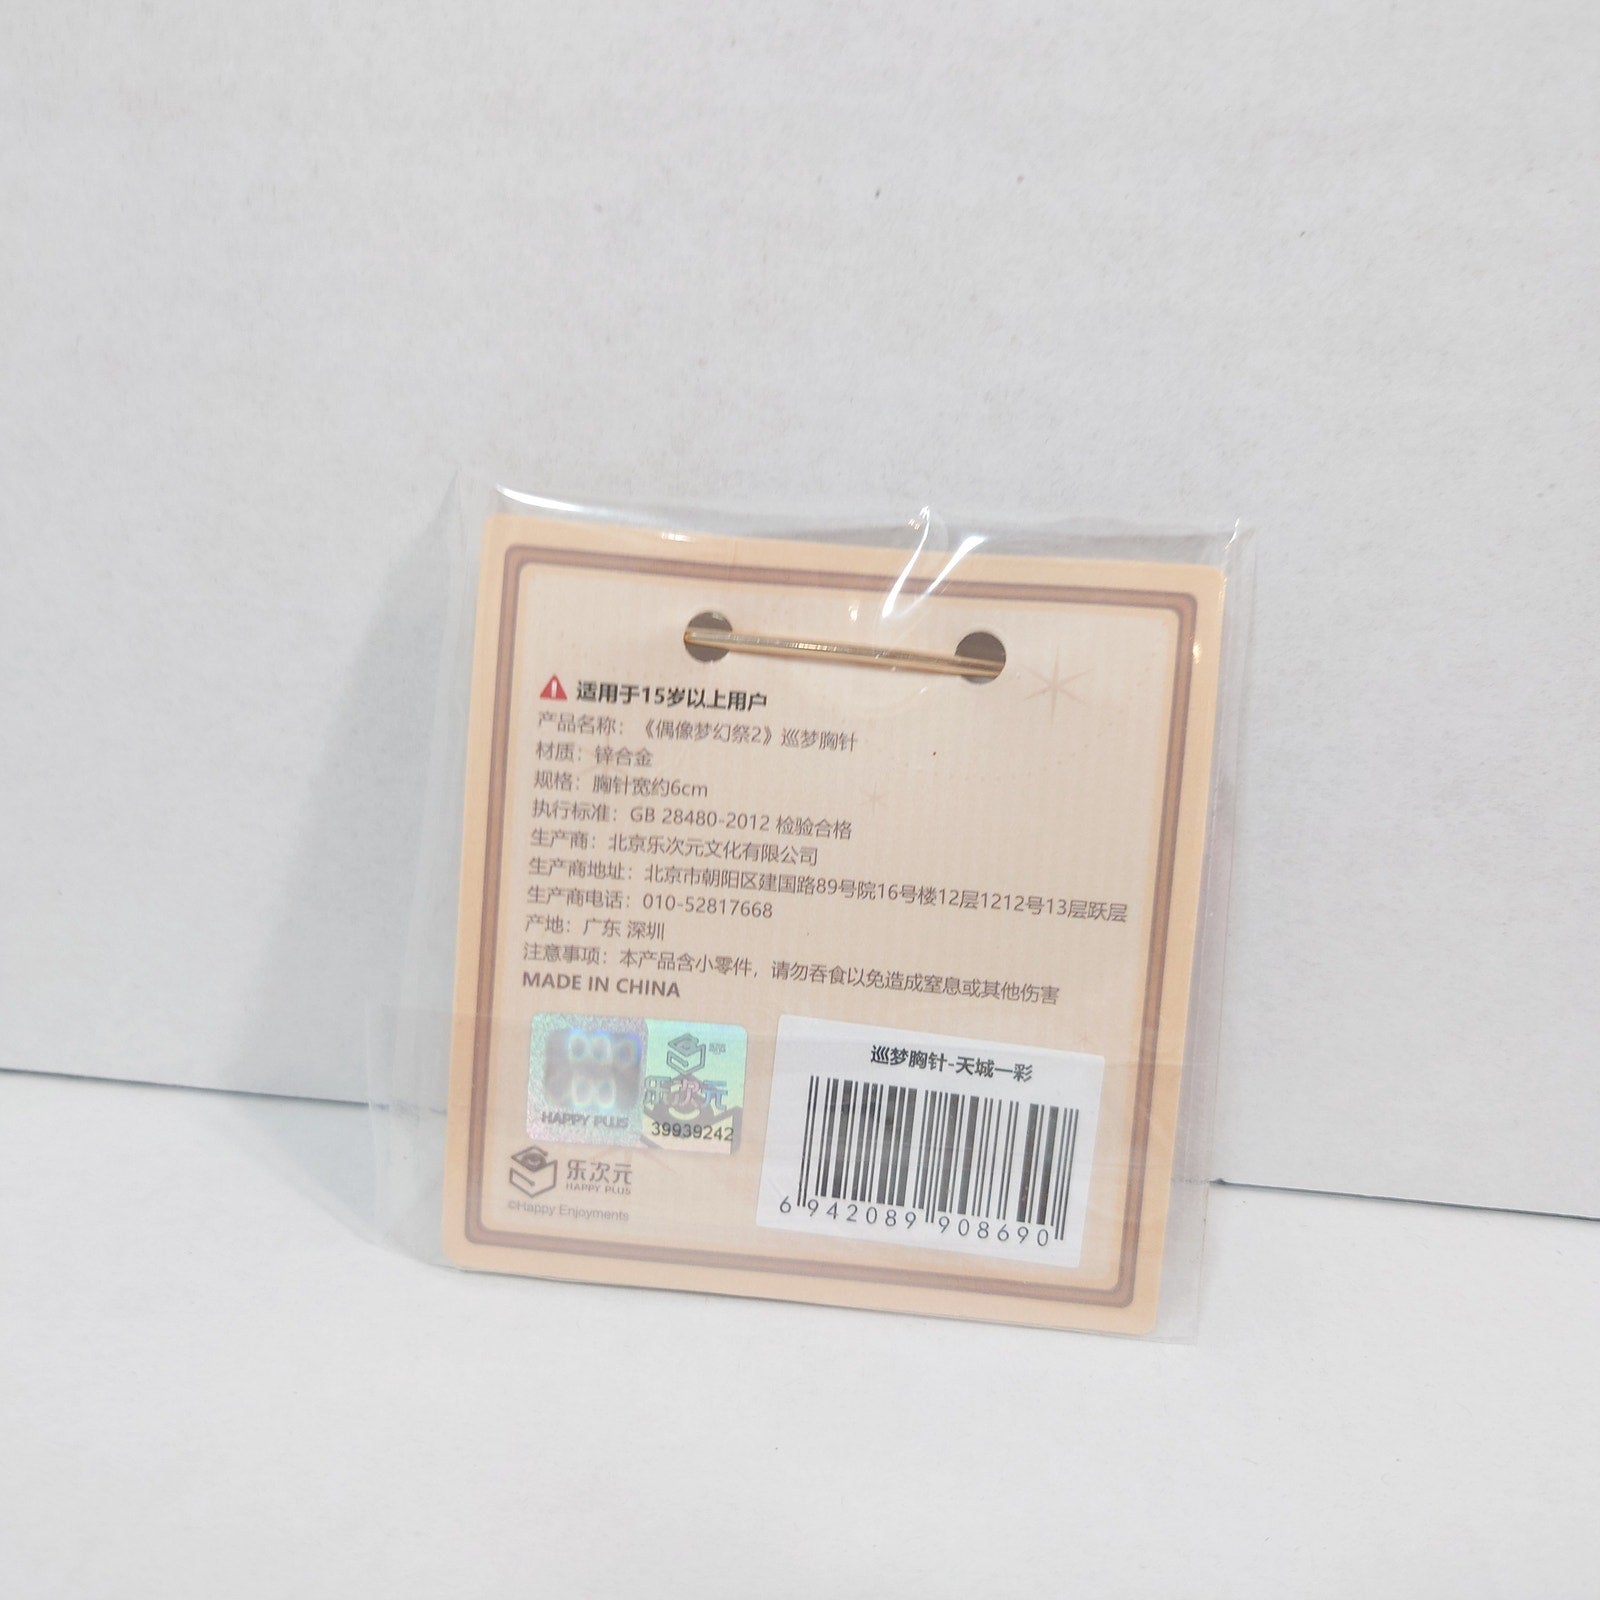 适用于15岁以上用户
产品名称：《偶像梦幻祭2》巡梦胸针
材质：锌合金
规格：胸针宽约6cm
执行标准：GB 28480-2012 检验合格
生产商：北京乐次元文化有限公司
生产商地址：北京市朝阳区建国路89号院16号楼12层1212号13层跃层
生产商电话：010-52817668
产地：广东 深圳
注意事项：本产品含小零件，请勿吞食以免造成窒息或其他伤害
MADE IN CHINA
HAPPY PLUS
乐次元
39939242
乐次元
HAPPY PLUS
©Happy Enjoyments
巡梦胸针-天城一彩
6 942089 908690